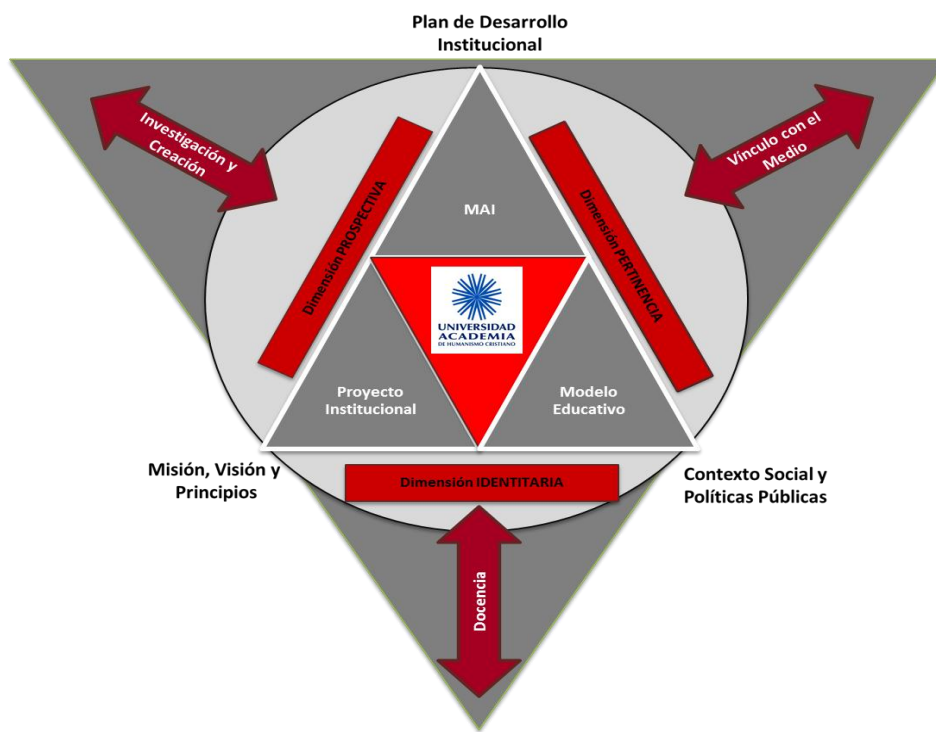 Plan de Desarrollo
Institucional
Investigación y
Creación
Vínculo con el
Medio
Dimensión PROSPECTIVA
Dimensión PERTINENCIA
MAI
UNIVERSIDAD
ACADEMIA
DE HUMANISMO CRISTIANO
Proyecto
Institucional
Modelo
Educativo
Misión, Visión y
Principios
Dimensión IDENTITARIA
Contexto Social y
Políticas Públicas
Docencia